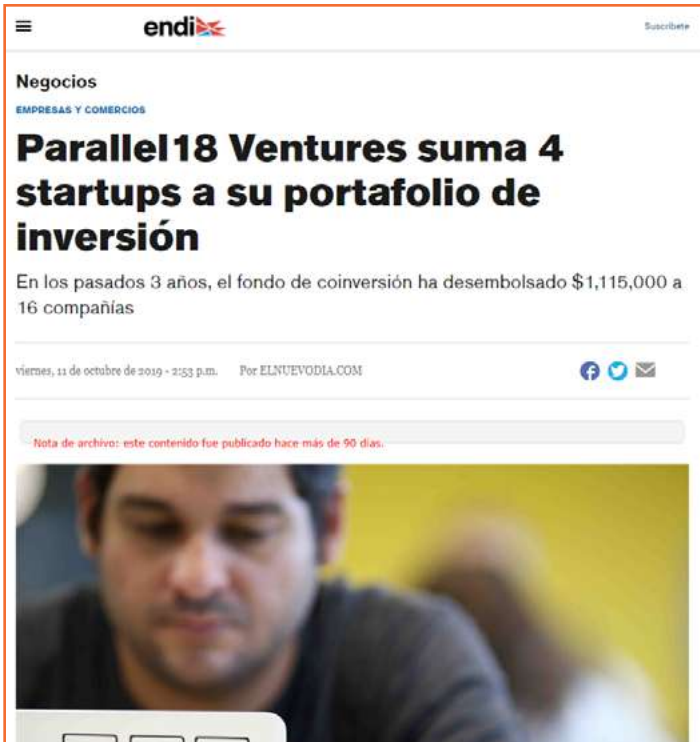 endi
Suscríbete
Negocios
EMPRESAS Y COMERCIOS
Parallel18 Ventures suma 4
startups a su portafolio de
inversión
En los pasados 3 años, el fondo de coinversión ha desembolsado $1,115,000 a
16 compañías
viernes, 11 de octubre de 2019 - 2:53 p.m. Por ELNUEVODIA.COM
Nota de archivo: este contenido fue publicado hace más de 90 días.